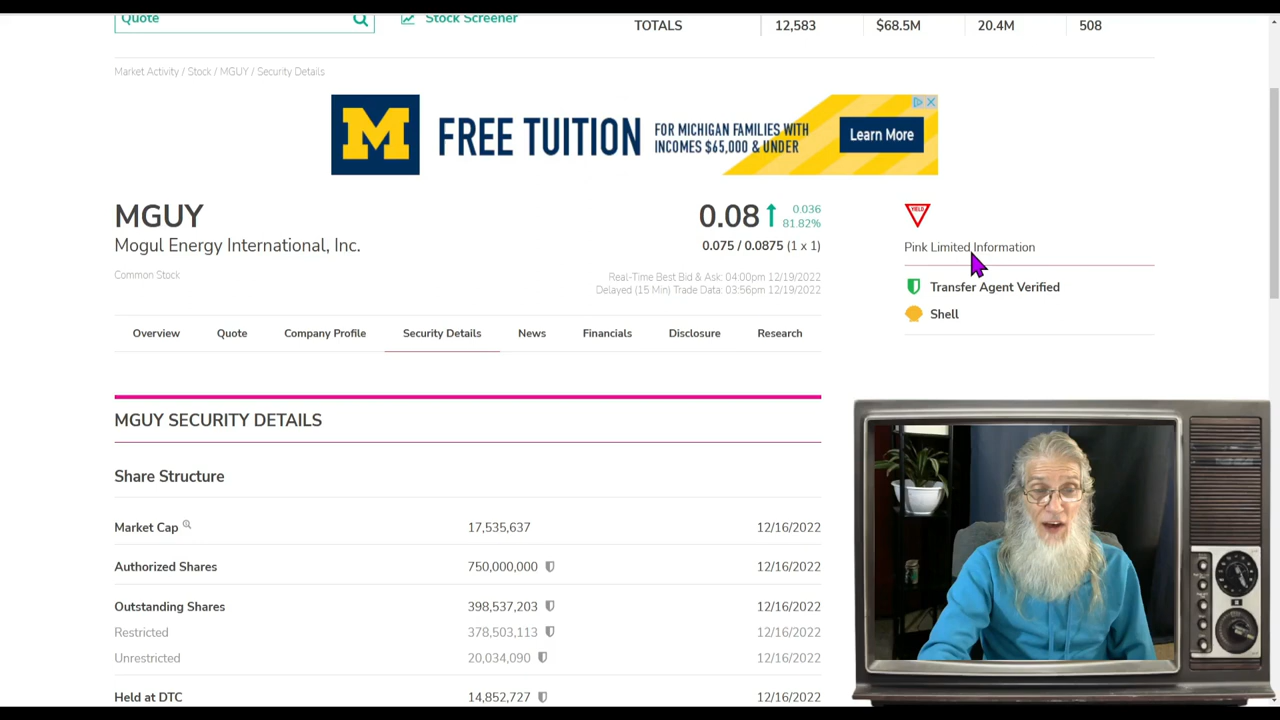 Quote
Stock Screener
TOTALS 12,583 $68.5M 20.4M 508
Market Activity / Stock / MGUY / Security Details
M FREE TUITION FOR MICHIGAN FAMILIES WITH
INCOMES $65,000 & UNDER
Learn More
MGUY
Mogul Energy International, Inc.
Common Stock
0.08 0.036
81.82%
0.075 / 0.0875 (1 x 1)
Real-Time Best Bid & Ask: 04:00pm 12/19/2022
Delayed (15 Min) Trade Data: 03:56pm 12/19/2022
YIELD
Pink Limited Information
Transfer Agent Verified
Shell
Overview Quote Company Profile Security Details News Financials Disclosure Research
MGUY SECURITY DETAILS
Share Structure
Market Cap 17,535,637 12/16/2022
Authorized Shares 750,000,000 12/16/2022
Outstanding Shares 398,537,203 12/16/2022
Restricted 378,503,113 12/16/2022
Unrestricted 20,034,090 12/16/2022
Held at DTC 14,852,727 12/16/2022